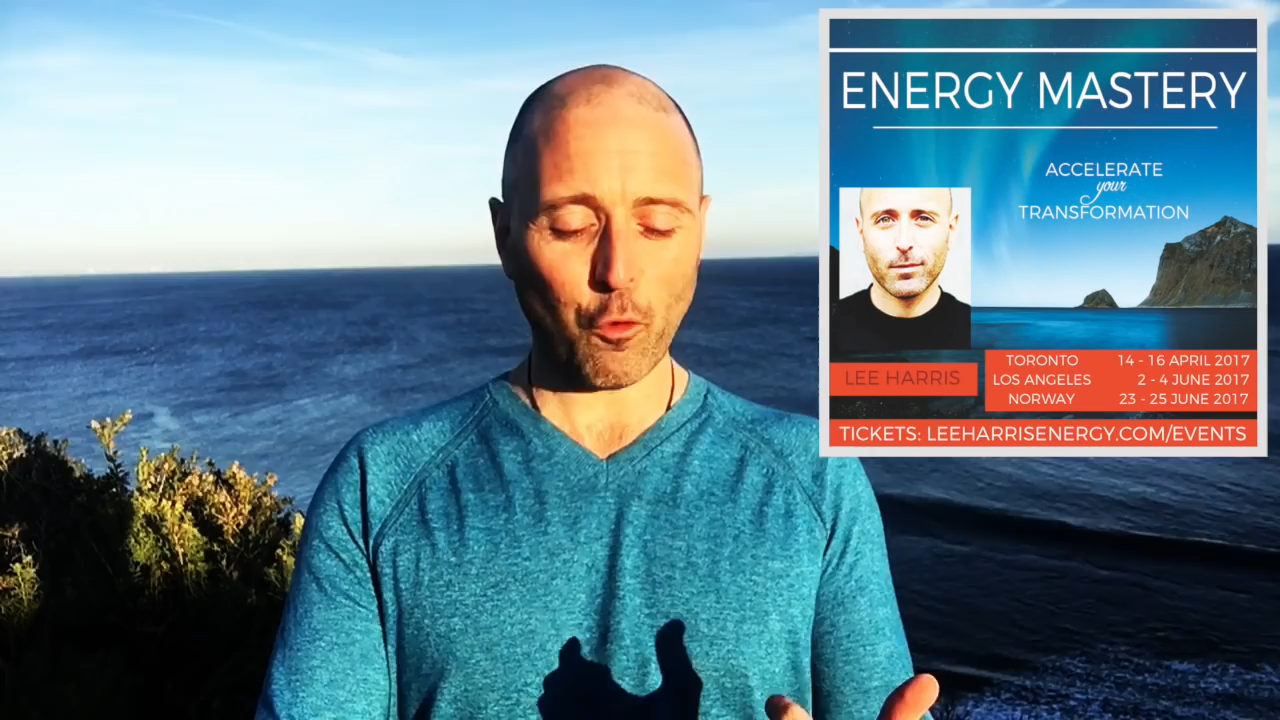 ENERGY MASTERY
ACCELERATE
your
TRANSFORMATION
LEE HARRIS
TORONTO 14 - 16 APRIL 2017
LOS ANGELES 2 - 4 JUNE 2017
NORWAY 23 - 25 JUNE 2017
TICKETS: LEEHARRISENERGY.COM/EVENTS